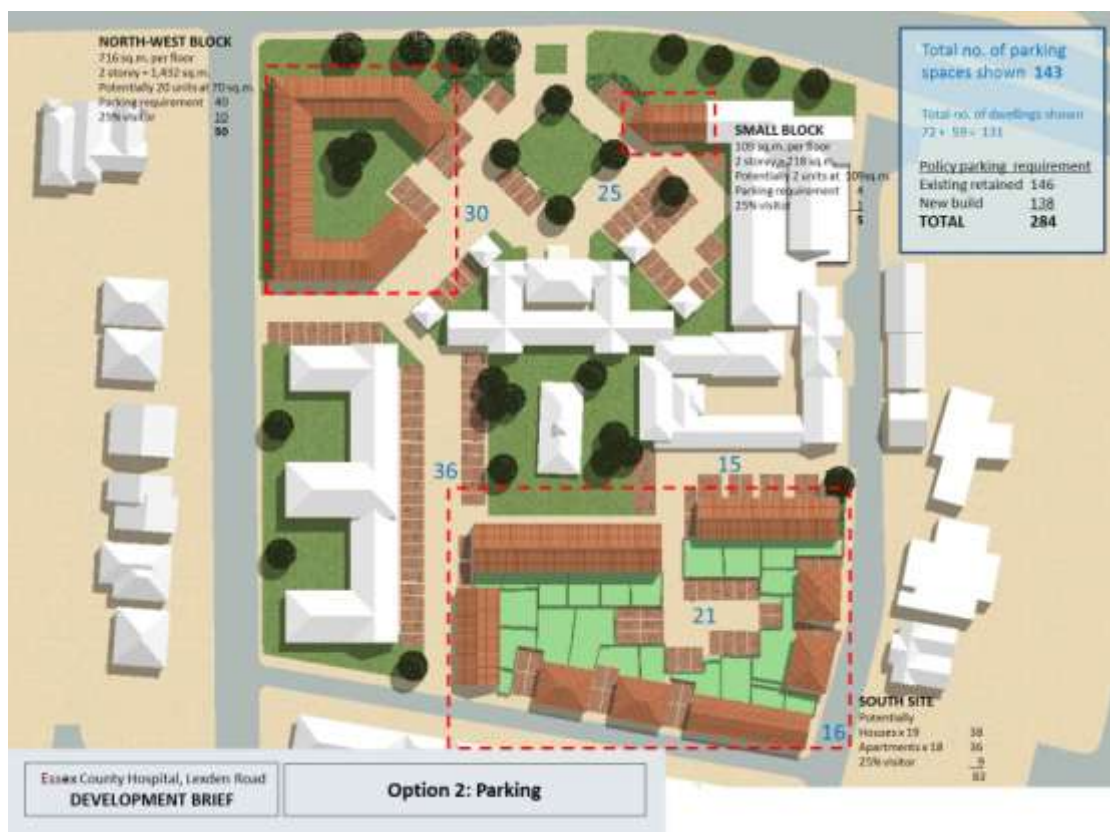 NORTH-WEST BLOCK
716 sq.m. per floor
2 storey = 1,432 sq.m.
Potentially 20 units at 70 sq.m.
Parking requirement 40
25% visitor 10
50
SMALL BLOCK
109 sq.m. per floor
2 storey = 218 sq.m.
Potentially 2 units at 109sq.m
Parking requirement 4
25% visitor 1
5
Total no. of parking
spaces shown 143
Total no. of dwellings shown
72 + 59 = 131
Policy parking requirement
Existing retained 146
New build 138
TOTAL 284
25
30
36
15
21
16
SOUTH SITE
Potentially
Houses x 19 38
Apartments x 18 36
25% visitor 9
83
Essex County Hospital, Lexden Road
DEVELOPMENT BRIEF
Option 2: Parking